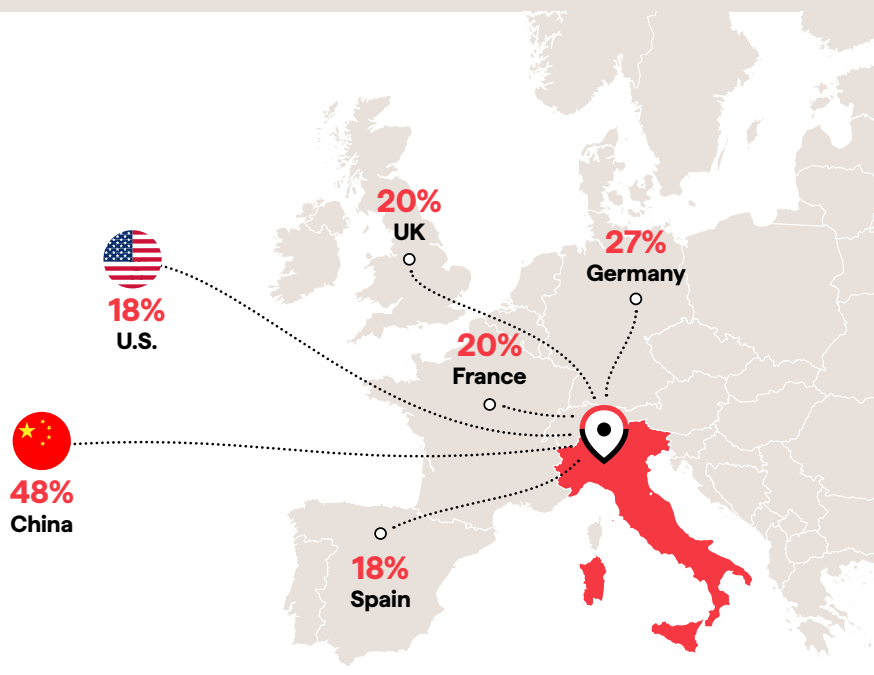 20%
UK
27%
Germany
18%
U.S.
20%
France
48%
China
18%
Spain